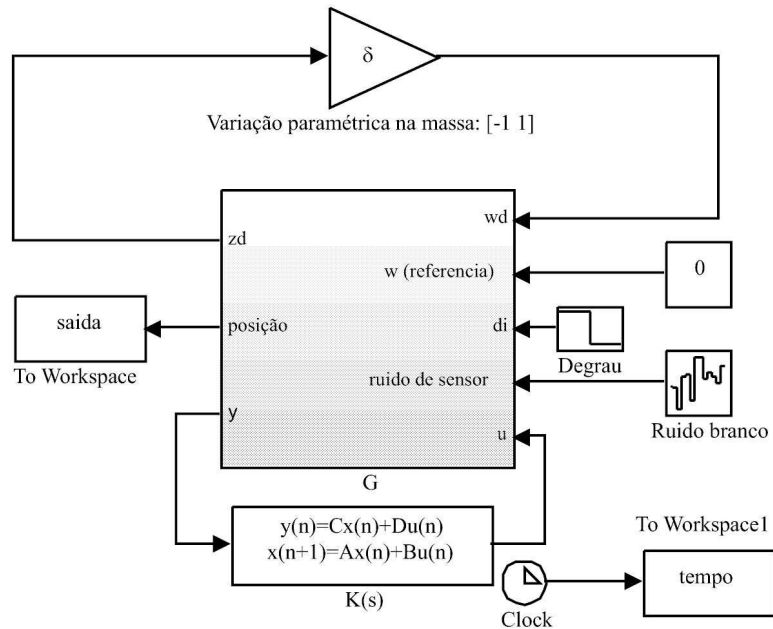 δ
Variação paramétrica na massa: [-1 1]
wd
zd
w (referencia)
0
saida
posição
di
To Workspace
Degrau
ruido de sensor
y
u
Ruido branco
G
y(n)=Cx(n)+Du(n)
x(n+1)=Ax(n)+Bu(n)
K(s)
To Workspace1
tempo
Clock